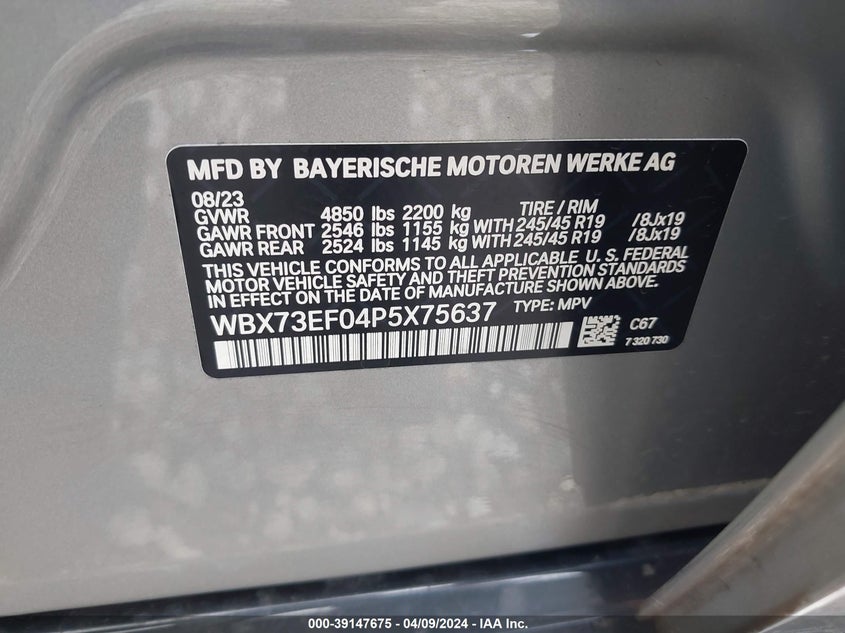 MFD BY BAYERISCHE MOTOREN WERKE AG
08/23 TIRE / RIM
GVWR 4850 lbs 2200 kg
GAWR FRONT 2546 lbs 1155 kg WITH 245/45 R19 /8Jx19
GAWR REAR 2524 lbs 1145 kg WITH 245/45 R19 /8Jx19
THIS VEHICLE CONFORMS TO ALL APPLICABLE U. S. FEDERAL
MOTOR VEHICLE SAFETY AND THEFT PREVENTION STANDARDS
IN EFFECT ON THE DATE OF MANUFACTURE SHOWN ABOVE.
WBX73EF04P5X75637 TYPE: MPV
C67
7 320 730
000-39147675 - 04/09/2024 - IAA Inc.